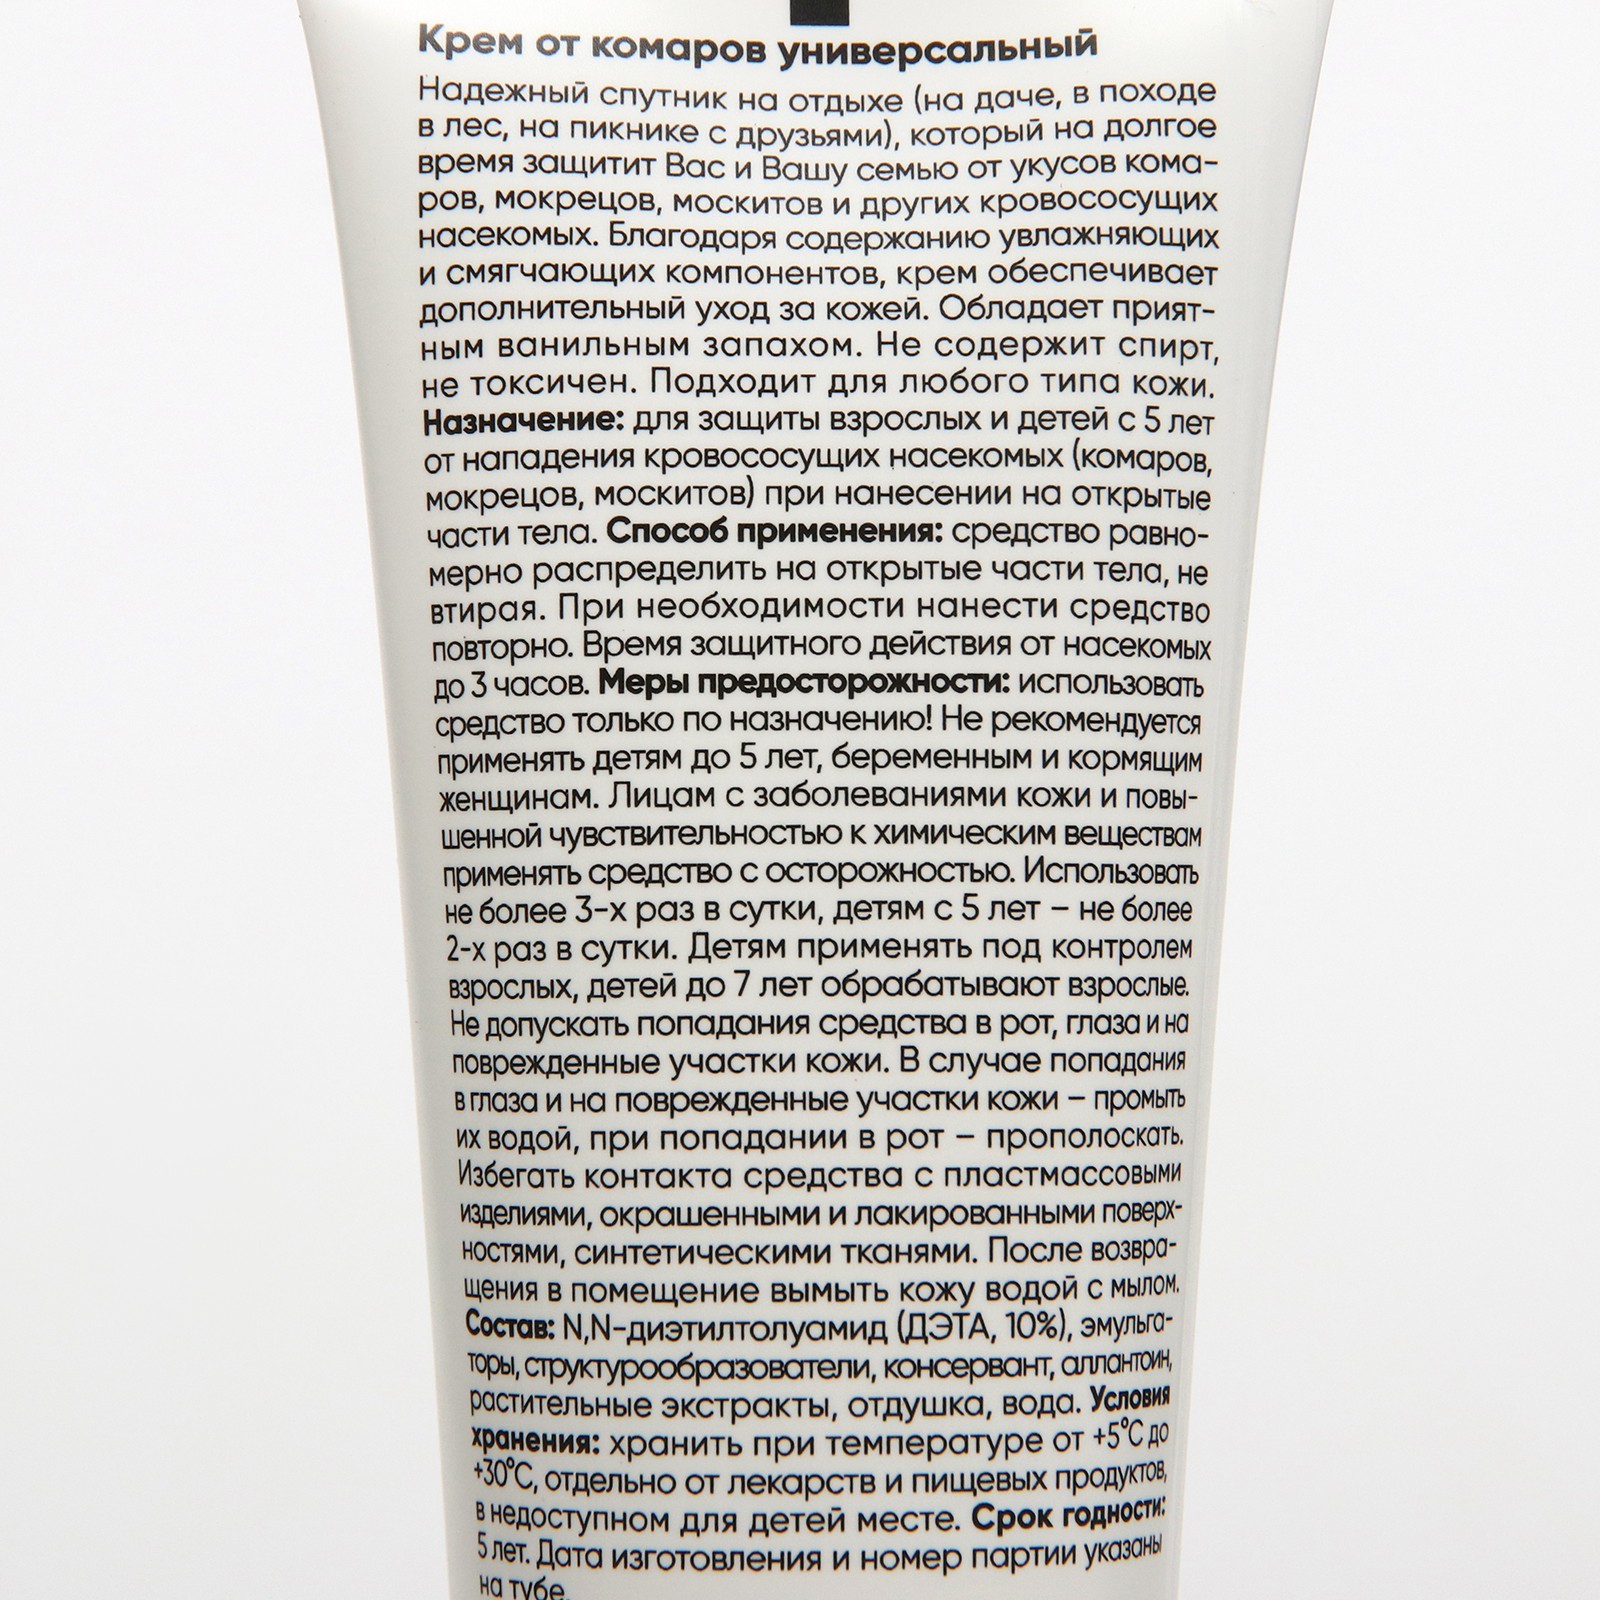 Крем от комаров универсальный
Надежный спутник на отдыхе (на даче, в походе
в лес, на пикнике с друзьями), который на долгое
время защитит Вас и Вашу семью от укусов кома-
ров, мокрецов, москитов и других кровососущих
насекомых. Благодаря содержанию увлажняющих
и смягчающих компонентов, крем обеспечивает
дополнительный уход за кожей. Обладает прият-
ным ванильным запахом. Не содержит спирт,
не токсичен. Подходит для любого типа кожи.
Назначение: для защиты взрослых и детей с 5 лет
от нападения кровососущих насекомых (комаров,
мокрецов, москитов) при нанесении на открытые
части тела. Способ применения: средство равно-
мерно распределить на открытые части тела, не
втирая. При необходимости нанести средство
повторно. Время защитного действия от насекомых
до 3 часов. Меры предосторожности: использовать
средство только по назначению! Не рекомендуется
применять детям до 5 лет, беременным и кормящим
женщинам. Лицам с заболеваниями кожи и повы-
шенной чувствительностью к химическим веществам
применять средство с осторожностью. Использовать
не более 3-х раз в сутки, детям с 5 лет – не более
2-х раз в сутки. Детям применять под контролем
взрослых, детей до 7 лет обрабатывают взрослые.
Не допускать попадания средства в рот, глаза и на
поврежденные участки кожи. В случае попадания
в глаза и на поврежденные участки кожи – промыть
их водой, при попадании в рот – прополоскать.
Избегать контакта средства с пластмассовыми
изделиями, окрашенными и лакированными поверх-
ностями, синтетическими тканями. После возвра-
щения в помещение вымыть кожу водой с мылом.
Состав: N,N-диэтилтолуамид (ДЭТА, 10%), эмульга-
торы, структурообразователи, консервант, аллантоин,
растительные экстракты, отдушка, вода. Условия
хранения: хранить при температуре от +5°С до
+30°С, отдельно от лекарств и пищевых продуктов,
в недоступном для детей месте. Срок годности:
5 лет. Дата изготовления и номер партии указаны
на тубе.